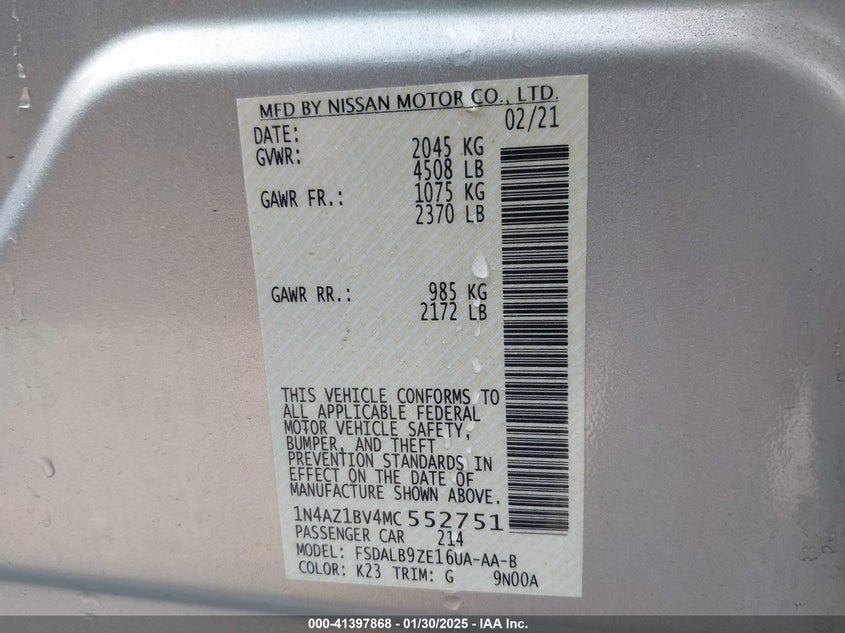 MFD BY NISSAN MOTOR CO., LTD.
DATE: 02/21
GVWR: 2045 KG
4508 LB
GAWR FR.: 1075 KG
2370 LB
GAWR RR.: 985 KG
2172 LB
THIS VEHICLE CONFORMS TO
ALL APPLICABLE FEDERAL
MOTOR VEHICLE SAFETY,
BUMPER, AND THEFT
PREVENTION STANDARDS IN
EFFECT ON THE DATE OF
MANUFACTURE SHOWN ABOVE.
1N4AZ1BV4MC552751
PASSENGER CAR 214
MODEL: FSDALB9ZE16UA-AA-B
COLOR: K23 TRIM: G 9N00A
000-41397868 — 01/30/2025 — IAA Inc.